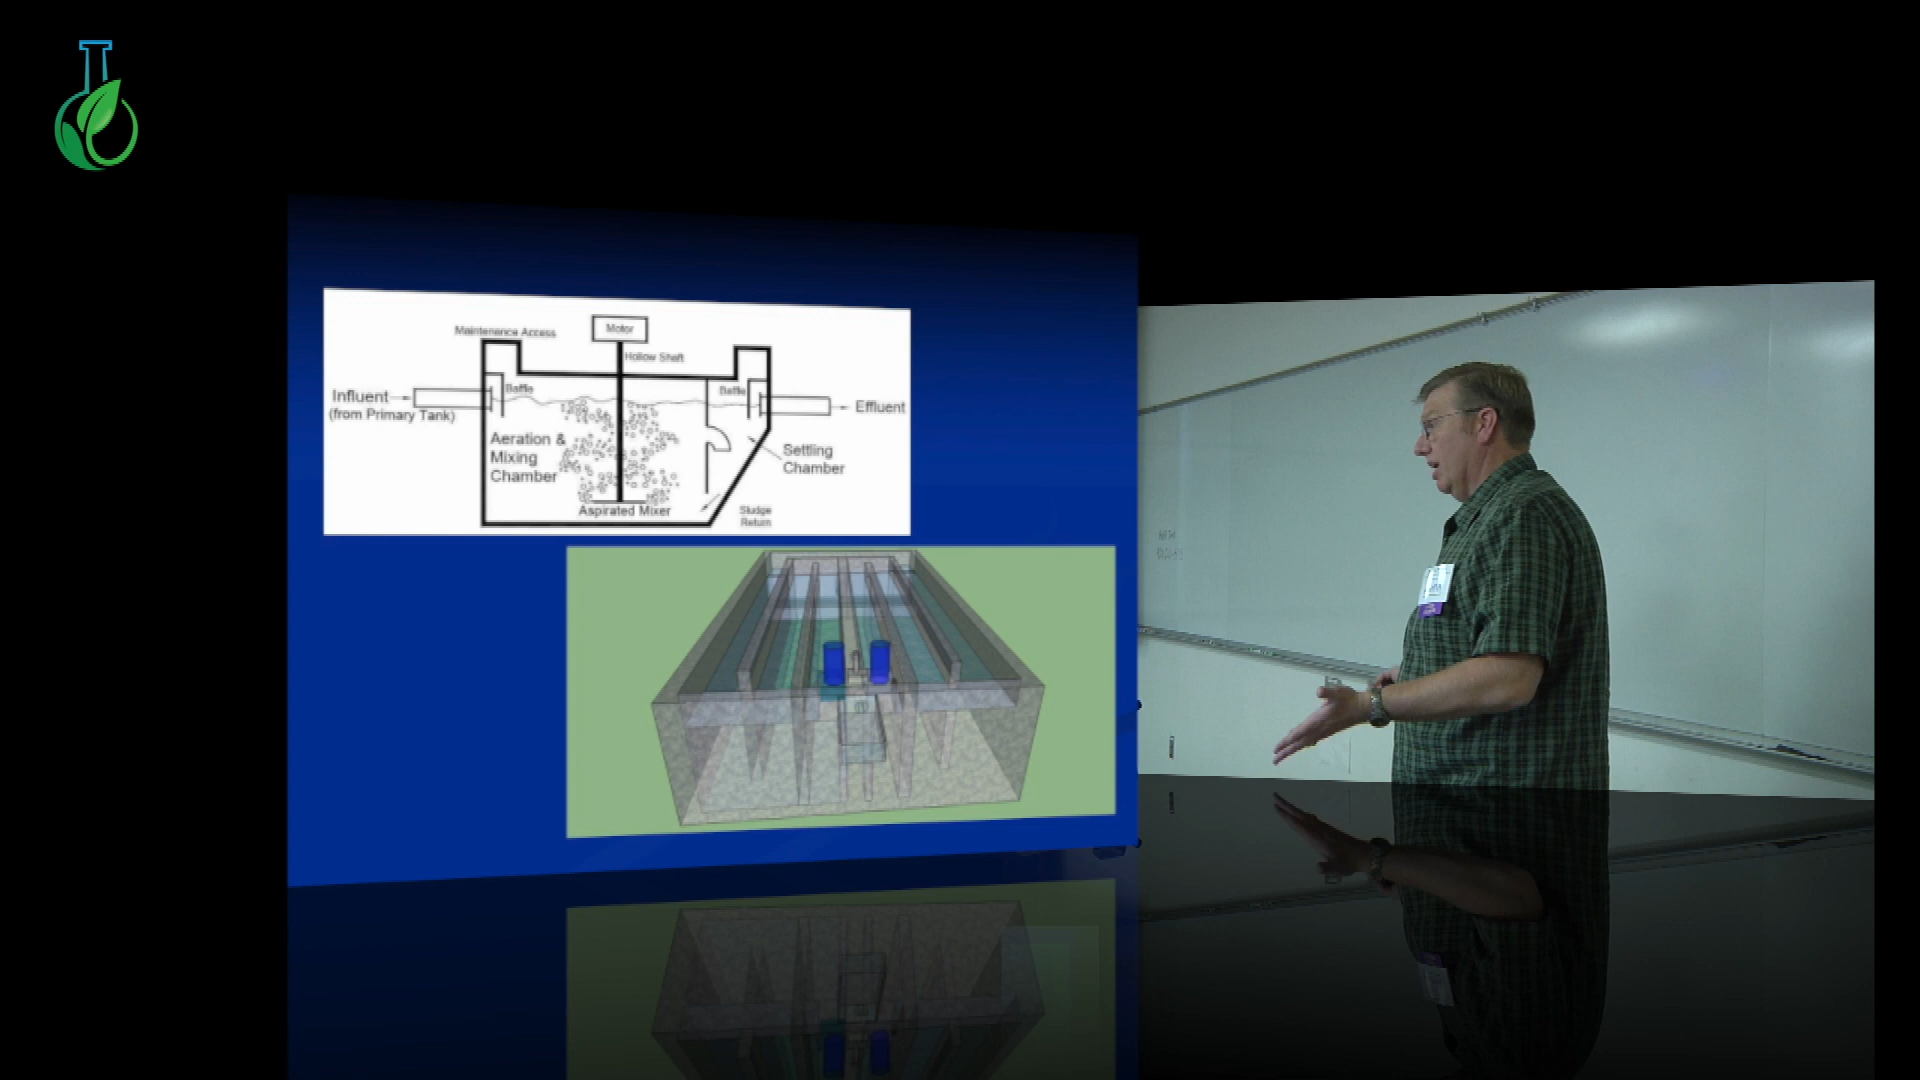 Maintenance Access
Motor
Hollow Shaft
Influent
(from Primary Tank)
Baffle
Baffle
Effluent
Aeration &
Mixing
Chamber
Settling
Chamber
Aspirated Mixer
Sludge
Return